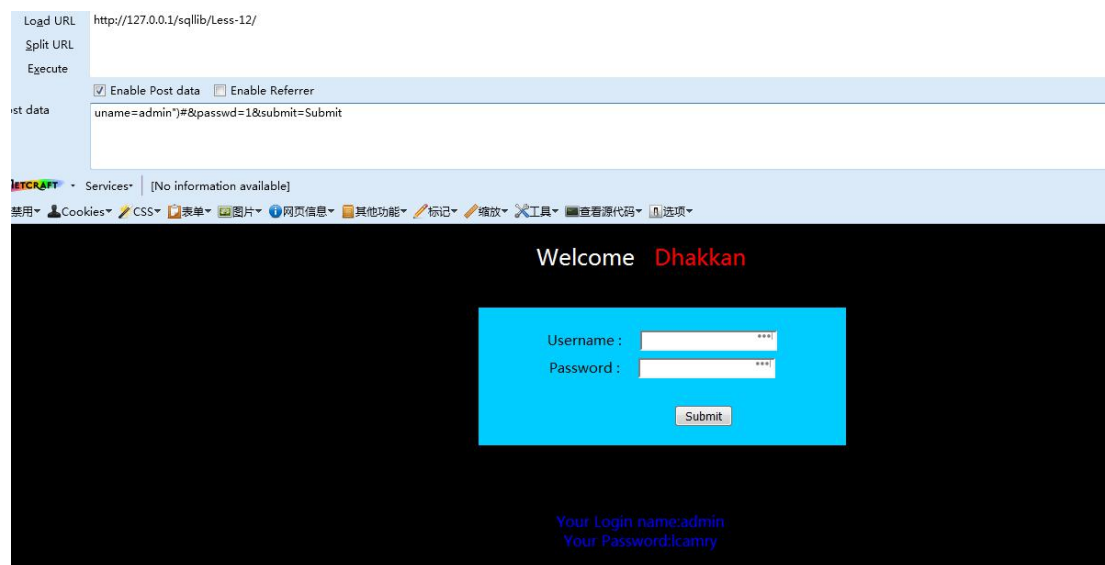 Load URL http://127.0.0.1/sqllib/Less-12/
Split URL
Execute
Enable Post data Enable Referrer
st data uname=admin")#&passwd=1&submit=Submit
ETCRAFT Services [No information available]
禁用 Cookies CSS 表单 图片 网页信息 其他功能 标记 缩放 工具 查看源代码 选项
Welcome Dhakkan
Username : ***
Password : ***
Submit
Your Login name:admin
Your Password:lcamry